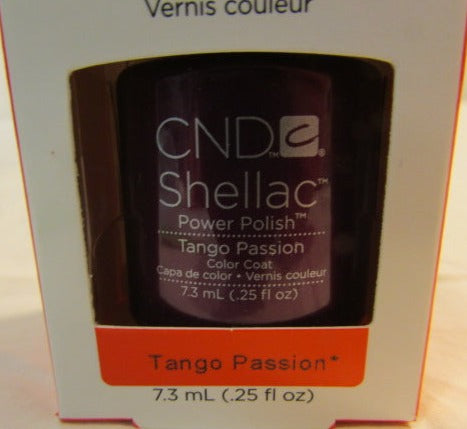 Vernis couleur
CND™ c®
Shellac™
Power Polish™
Tango Passion
Color Coat
Capa de color • Vernis couleur
7.3 mL (.25 fl oz)
Tango Passion*
7.3 mL (.25 fl oz)